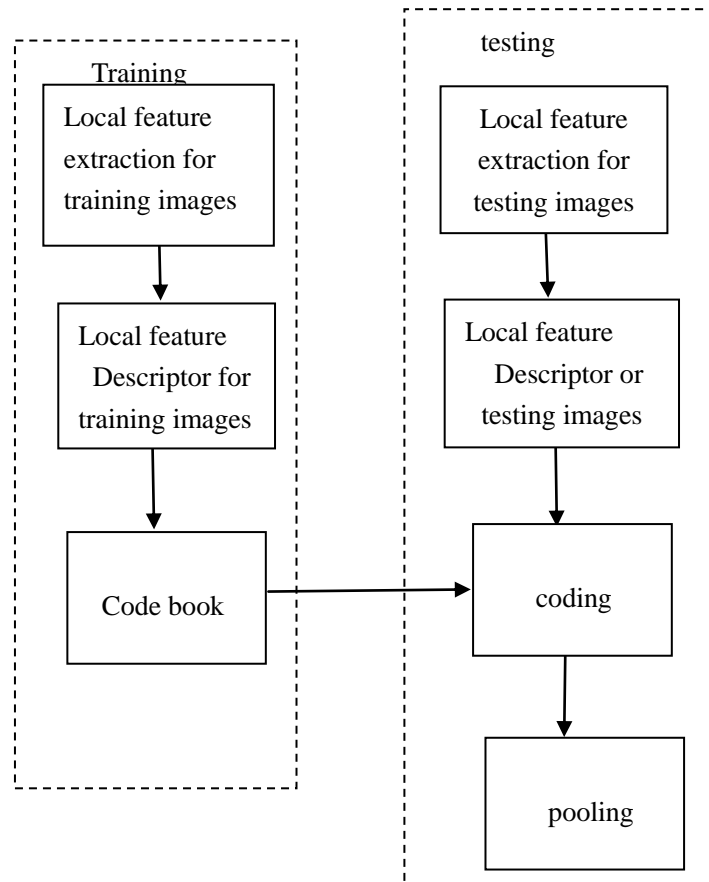 Training
Local feature
extraction for
training images
Local feature
Descriptor for
training images
Code book
testing
Local feature
extraction for
testing images
Local feature
Descriptor or
testing images
coding
pooling